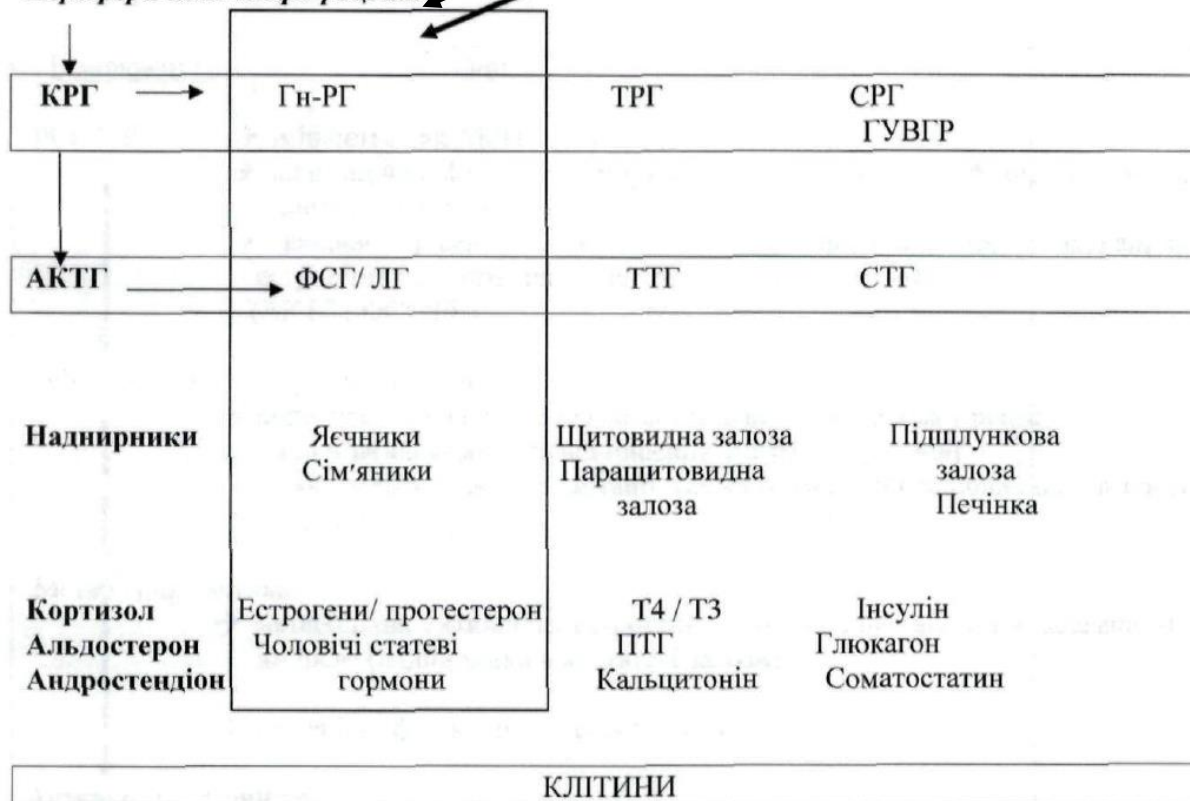 КРГ Гн-РГ ТРГ СРГ
ГУВГР
АКТГ ФСГ/ ЛГ ТТГ СТГ
Наднирники Яєчники Щитовидна залоза Підшлункова
Сім'яники Паращитовидна залоза
залоза Печінка
Кортизол Естрогени/ прогестерон Т4 / Т3 Інсулін
Альдостерон Чоловічі статеві ПТГ Глюкагон
Андростендіон гормони Кальцитонін Соматостатин
КЛІТИНИ